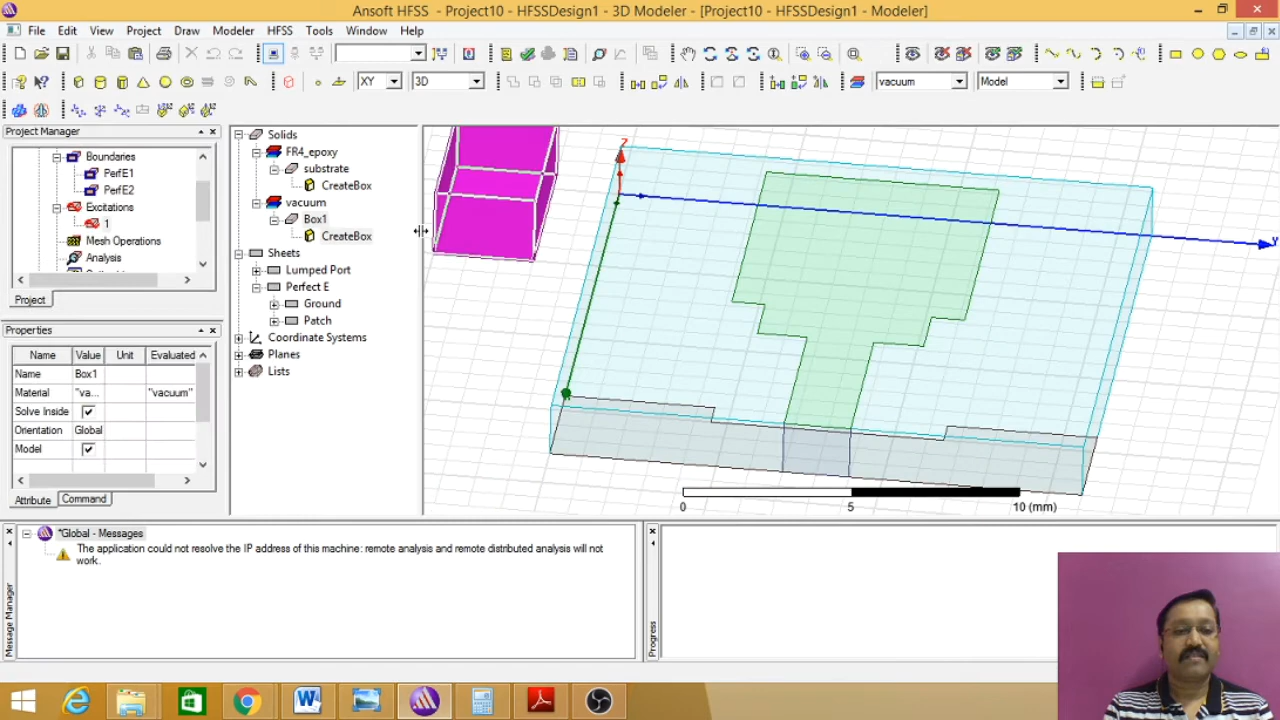 Ansoft HFSS - Project10 - HFSSDesign1 - 3D Modeler - [Project10 - HFSSDesign1 - Modeler]
File Edit View Project Draw Modeler HFSS Tools Window Help
XY 3D vacuum Model
Project Manager
Boundaries
PerfE1
PerfE2
Excitations
1
Mesh Operations
Analysis
Project
Properties
Name Value Unit Evaluated
Name Box1
Material "va... "vacuum"
Solve Inside
Orientation Global
Model
Attribute Command
Solids
FR4_epoxy
substrate
CreateBox
vacuum
Box1
CreateBox
Sheets
Lumped Port
Perfect E
Ground
Patch
Coordinate Systems
Planes
Lists
Z
Y
0 5 10 (mm)
Message Manager
*Global - Messages
The application could not resolve the IP address of this machine: remote analysis and remote distributed analysis will not
work.
Progress